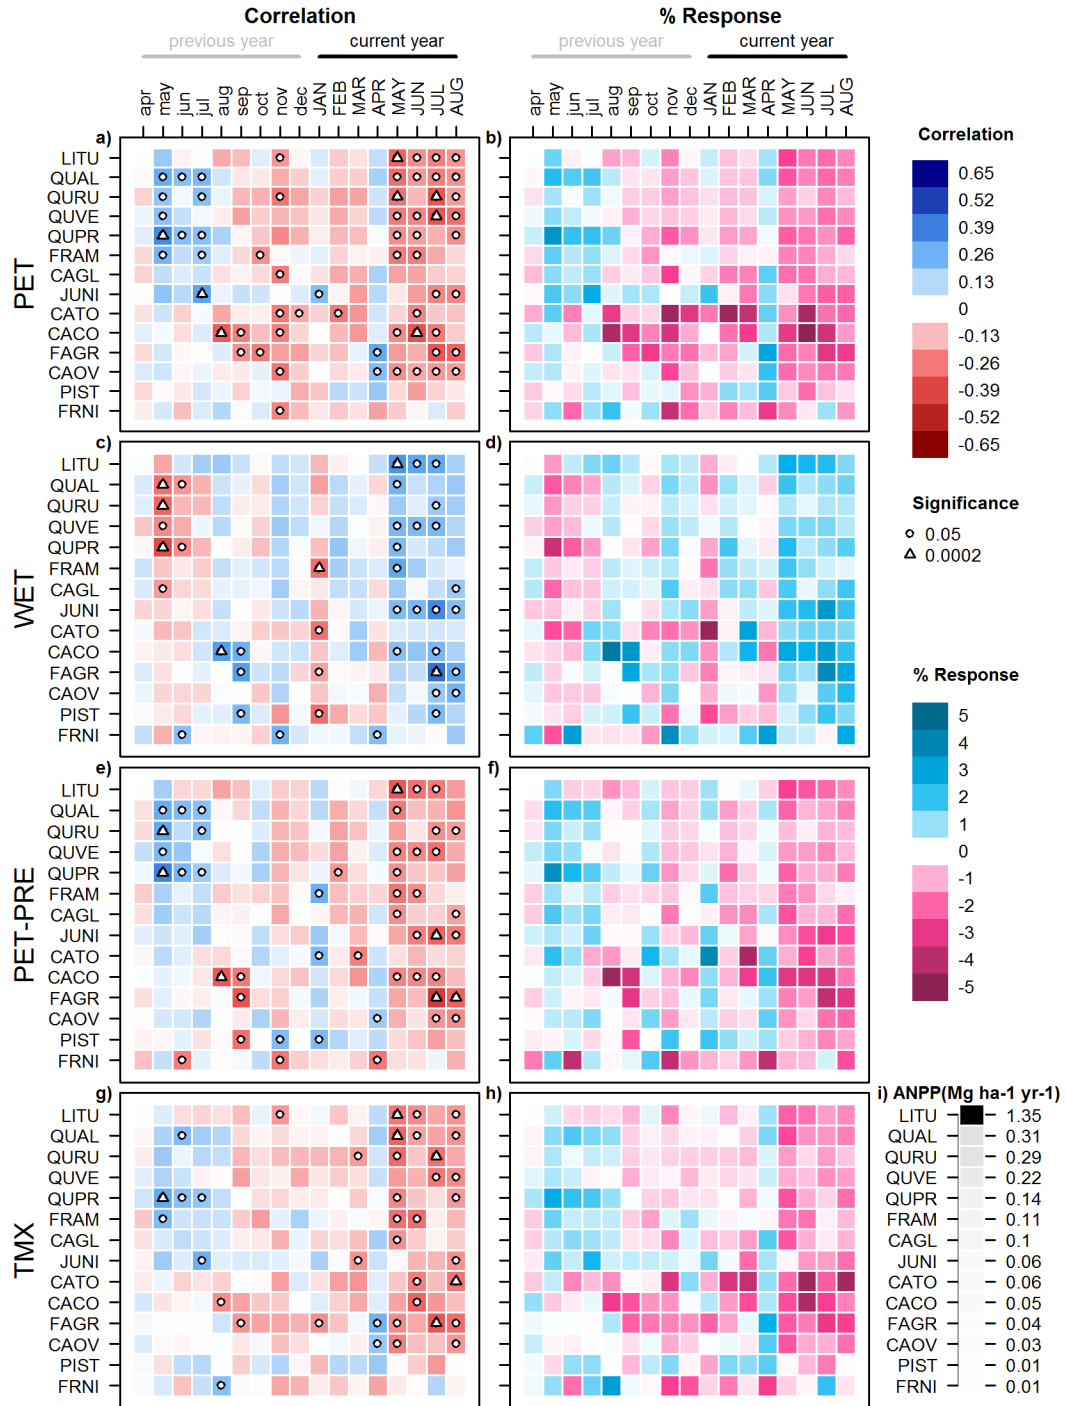 Correlation % Response
previous year current year previous year current year
apr may jun jul aug sep oct nov dec JAN FEB MAR APR MAY JUN JUL AUG apr may jun jul aug sep oct nov dec JAN FEB MAR APR MAY JUN JUL AUG
a) b)
PET
LITU
QUAL
QURU
QUVE
QUPR
FRAM
CAGL
JUNI
CATO
CACO
FAGR
CAOV
PIST
FRNI
c) d)
WET
LITU
QUAL
QURU
QUVE
QUPR
FRAM
CAGL
JUNI
CATO
CACO
FAGR
CAOV
PIST
FRNI
e) f)
PET-PRE
LITU
QUAL
QURU
QUVE
QUPR
FRAM
CAGL
JUNI
CATO
CACO
FAGR
CAOV
PIST
FRNI
g) h)
TMX
LITU
QUAL
QURU
QUVE
QUPR
FRAM
CAGL
JUNI
CATO
CACO
FAGR
CAOV
PIST
FRNI
Correlation
0.65
0.52
0.39
0.26
0.13
0
-0.13
-0.26
-0.39
-0.52
-0.65
Significance
0.05
0.0002
% Response
5
4
3
2
1
0
-1
-2
-3
-4
-5
i) ANPP(Mg ha-1 yr-1)
LITU 1.35
QUAL 0.31
QURU 0.29
QUVE 0.22
QUPR 0.14
FRAM 0.11
CAGL 0.1
JUNI 0.06
CATO 0.06
CACO 0.05
FAGR 0.04
CAOV 0.03
PIST 0.01
FRNI 0.01